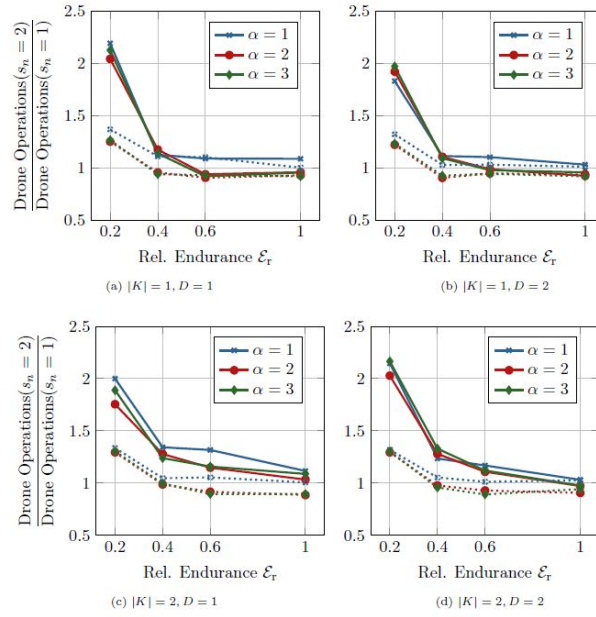 Drone Operations(s_n = 2)
Drone Operations(s_n = 1)
2.5
2
1.5
1
0.5
0.2
0.4
0.6
1
α = 1
α = 2
α = 3
Rel. Endurance ℰ_r
(a) |K| = 1, D = 1
2.5
2
1.5
1
0.5
0.2
0.4
0.6
1
α = 1
α = 2
α = 3
Rel. Endurance ℰ_r
(b) |K| = 1, D = 2
Drone Operations(s_n = 2)
Drone Operations(s_n = 1)
2.5
2
1.5
1
0.5
0.2
0.4
0.6
1
α = 1
α = 2
α = 3
Rel. Endurance ℰ_r
(c) |K| = 2, D = 1
2.5
2
1.5
1
0.5
0.2
0.4
0.6
1
α = 1
α = 2
α = 3
Rel. Endurance ℰ_r
(d) |K| = 2, D = 2